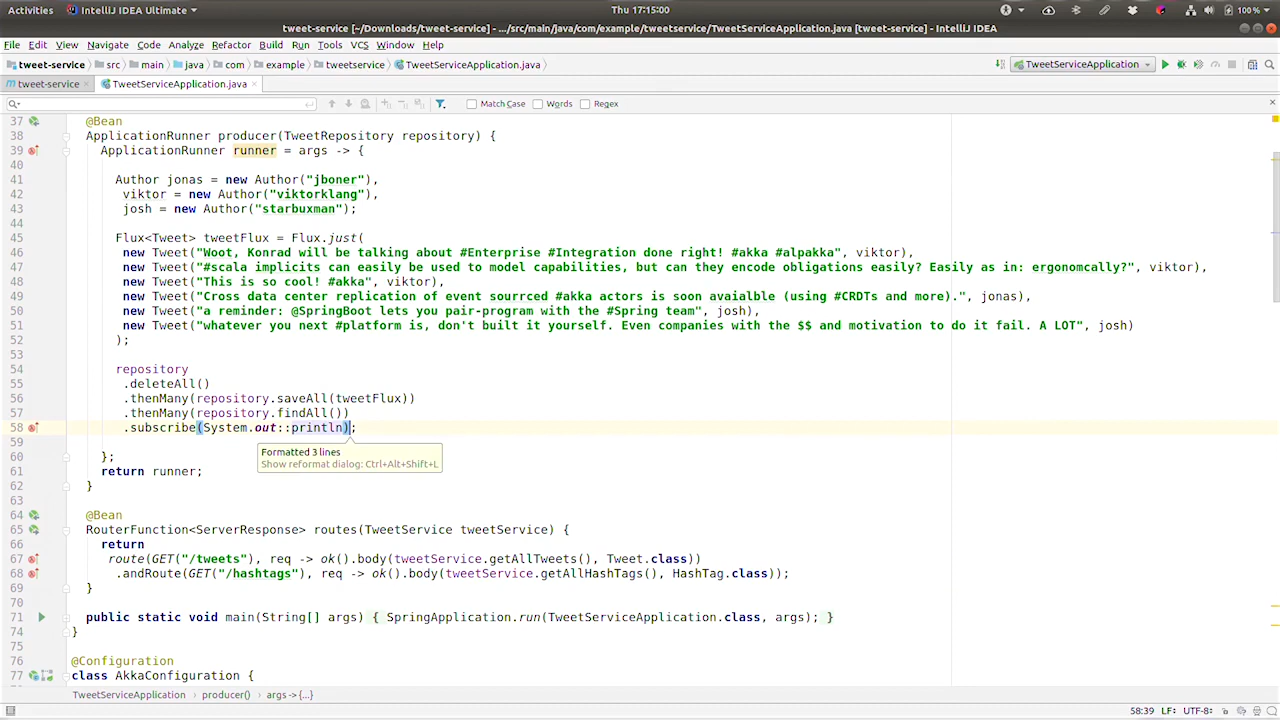 Activities IntelliJ IDEA Ultimate Thu 17:15:00 100 %
tweet-service [~/Downloads/tweet-service] - .../src/main/java/com/example/tweetservice/TweetServiceApplication.java [tweet-service] - IntelliJ IDEA
File Edit View Navigate Code Analyze Refactor Build Run Tools VCS Window Help
tweet-service src main java com example tweetservice TweetServiceApplication.java TweetServiceApplication
tweet-service TweetServiceApplication.java
Match Case Words Regex
37 @Bean
38 ApplicationRunner producer(TweetRepository repository) {
39 ApplicationRunner runner = args -> {
40
41 Author jonas = new Author("jboner"),
42 viktor = new Author("viktorklang"),
43 josh = new Author("starbuxman");
44
45 Flux<Tweet> tweetFlux = Flux.just(
46 new Tweet("Woot, Konrad will be talking about #Enterprise #Integration done right! #akka #alpakka", viktor),
47 new Tweet("#scala implicits can easily be used to model capabilities, but can they encode obligations easily? Easily as in: ergonomcally?", viktor),
48 new Tweet("This is so cool! #akka", viktor),
49 new Tweet("Cross data center replication of event sourrced #akka actors is soon avaialble (using #CRDTs and more).", jonas),
50 new Tweet("a reminder: @SpringBoot lets you pair-program with the #Spring team", josh),
51 new Tweet("whatever you next #platform is, don't built it yourself. Even companies with the $$ and motivation to do it fail. A LOT", josh)
52 );
53
54 repository
55 .deleteAll()
56 .thenMany(repository.saveAll(tweetFlux))
57 .thenMany(repository.findAll())
58 .subscribe(System.out::println);
59
Formatted 3 lines
Show reformat dialog: Ctrl+Alt+Shift+L
60 };
61 return runner;
62 }
63
64 @Bean
65 RouterFunction<ServerResponse> routes(TweetService tweetService) {
66 return
67 route(GET("/tweets"), req -> ok().body(tweetService.getAllTweets(), Tweet.class))
68 .andRoute(GET("/hashtags"), req -> ok().body(tweetService.getAllHashTags(), HashTag.class));
69 }
70
71 public static void main(String[] args) { SpringApplication.run(TweetServiceApplication.class, args); }
74 }
75
76 @Configuration
77 class AkkaConfiguration {
TweetServiceApplication › producer() › args -> {...}
58:39 LF÷ UTF-8÷